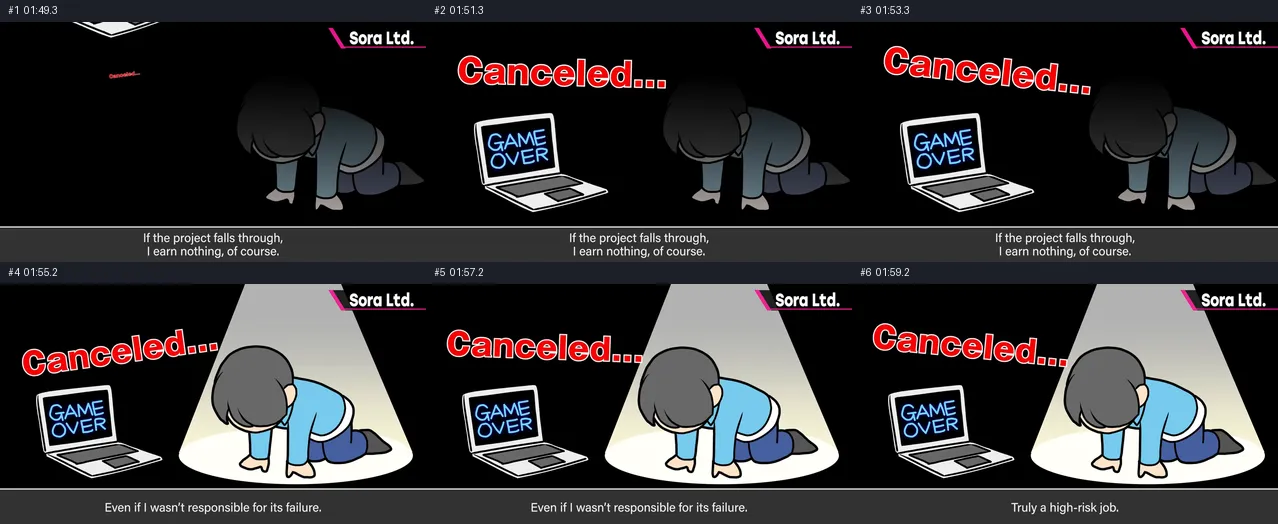 #1 01:49.3
Sora Ltd.
Canceled...
If the project falls through,
I earn nothing, of course.
#2 01:51.3
Sora Ltd.
Canceled...
GAME
OVER
If the project falls through,
I earn nothing, of course.
#3 01:53.3
Sora Ltd.
Canceled...
GAME
OVER
If the project falls through,
I earn nothing, of course.
#4 01:55.2
Sora Ltd.
Canceled...
GAME
OVER
Even if I wasn’t responsible for its failure.
#5 01:57.2
Sora Ltd.
Canceled...
GAME
OVER
Even if I wasn’t responsible for its failure.
#6 01:59.2
Sora Ltd.
Canceled...
GAME
OVER
Truly a high-risk job.